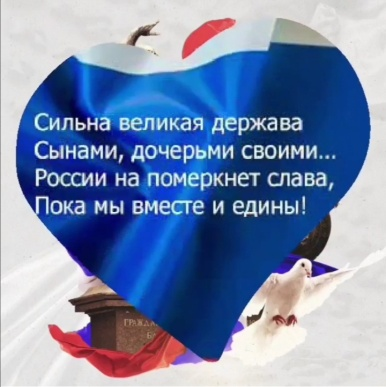 Сильна великая держава
Сынами, дочерьми своими...
России на померкнет слава,
Пока мы вместе и едины!